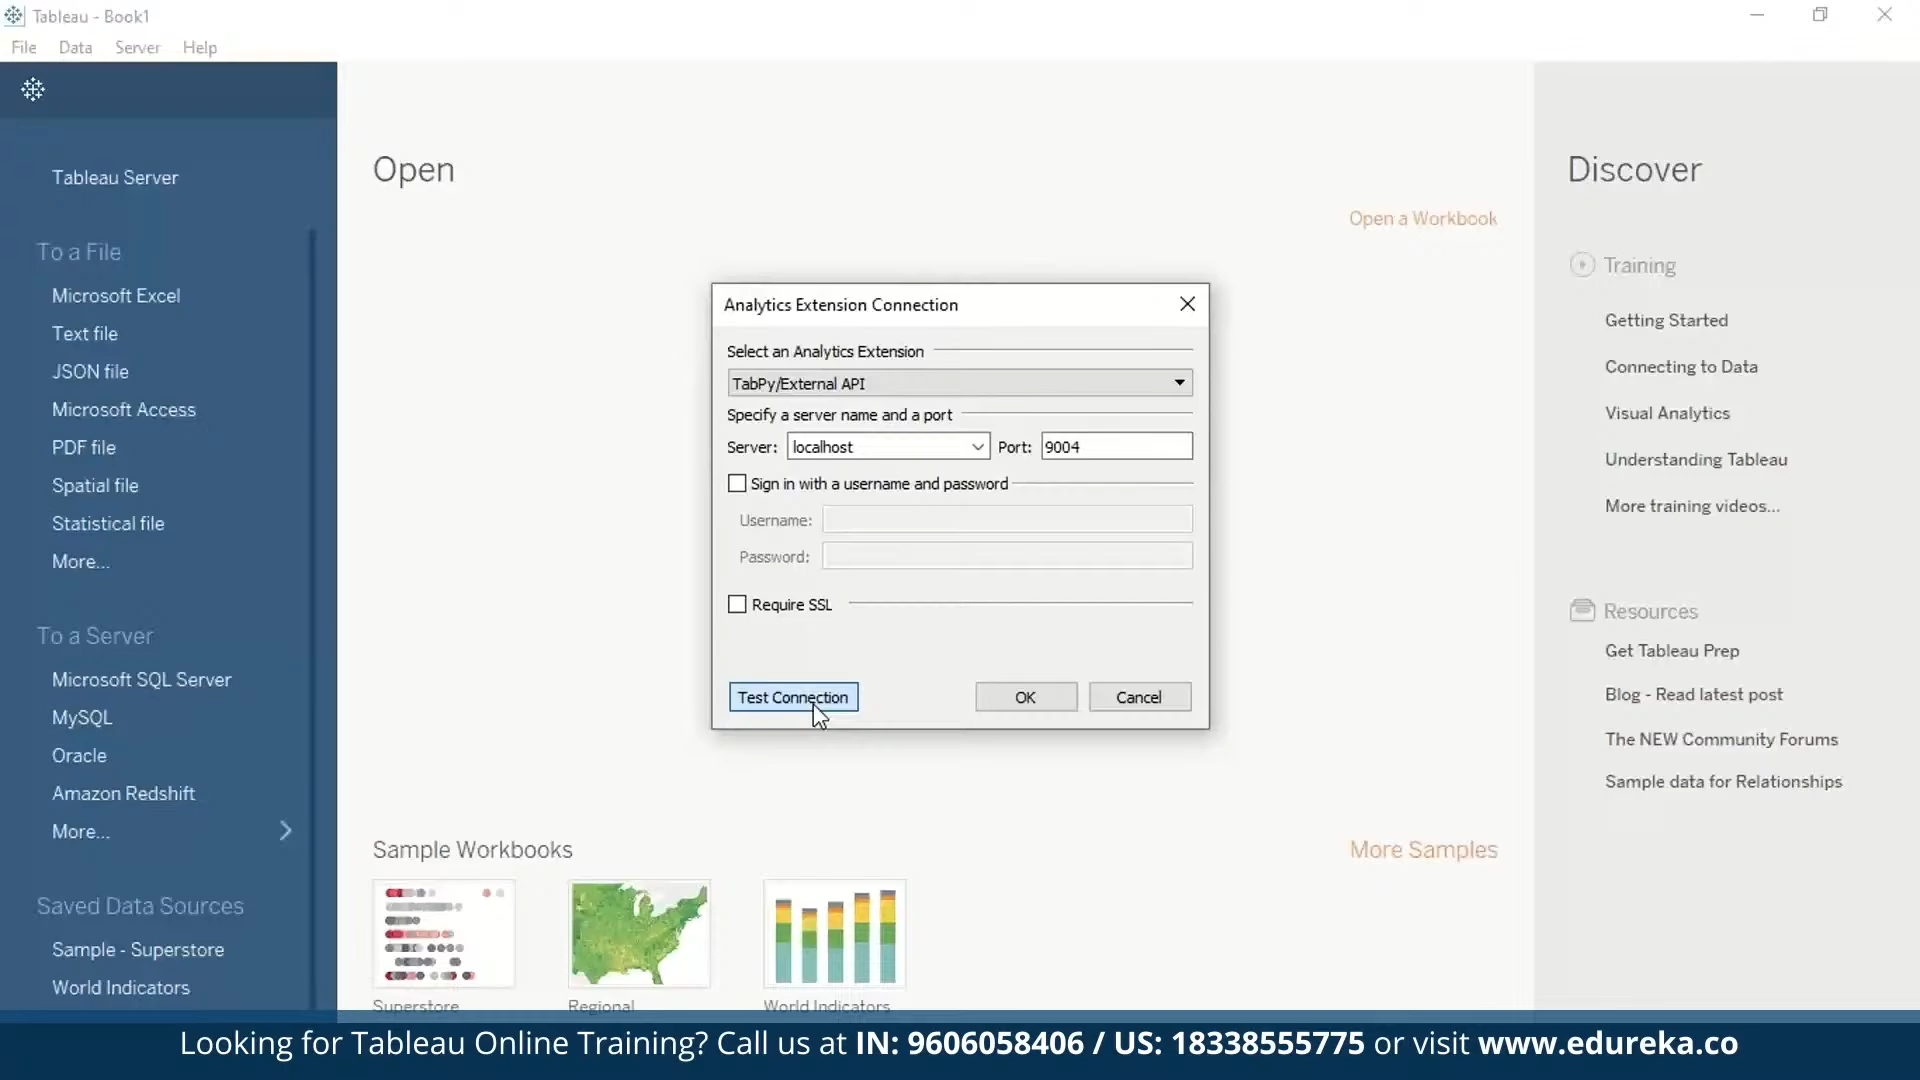 Tableau - Book1
File Data Server Help
Tableau Server
To a File
Microsoft Excel
Text file
JSON file
Microsoft Access
PDF file
Spatial file
Statistical file
More...
To a Server
Microsoft SQL Server
MySQL
Oracle
Amazon Redshift
More...
Saved Data Sources
Sample - Superstore
World Indicators
Open
Open a Workbook
Analytics Extension Connection
Select an Analytics Extension
TabPy/External API
Specify a server name and a port
Server: localhost Port: 9004
Sign in with a username and password
Username:
Password:
Require SSL
Test Connection OK Cancel
Sample Workbooks More Samples
Superstore Regional World Indicators
Discover
Training
Getting Started
Connecting to Data
Visual Analytics
Understanding Tableau
More training videos...
Resources
Get Tableau Prep
Blog - Read latest post
The NEW Community Forums
Sample data for Relationships
Looking for Tableau Online Training? Call us at IN: 9606058406 / US: 18338555775 or visit www.edureka.co